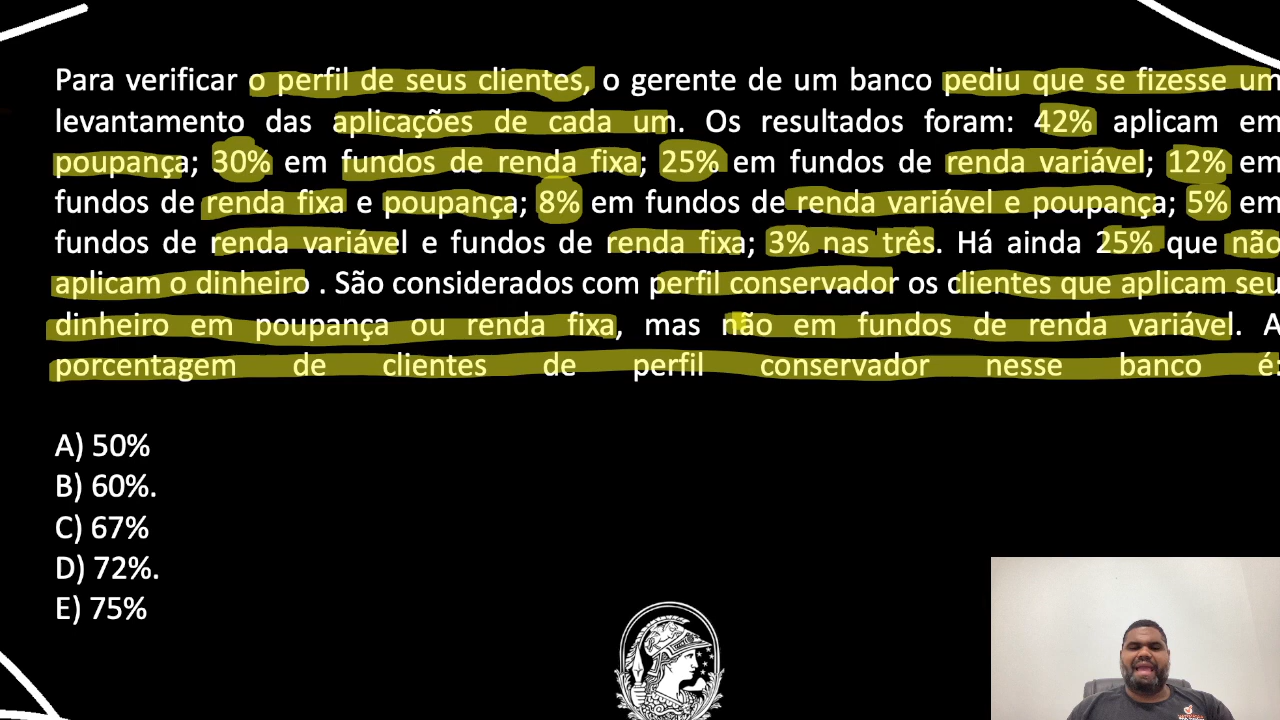 Para verificar o perfil de seus clientes, o gerente de um banco pediu que se fizesse um
levantamento das aplicações de cada um. Os resultados foram: 42% aplicam em
poupança; 30% em fundos de renda fixa; 25% em fundos de renda variável; 12% em
fundos de renda fixa e poupança; 8% em fundos de renda variável e poupança; 5% em
fundos de renda variável e fundos de renda fixa; 3% nas três. Há ainda 25% que não
aplicam o dinheiro . São considerados com perfil conservador os clientes que aplicam seu
dinheiro em poupança ou renda fixa, mas não em fundos de renda variável. A
porcentagem de clientes de perfil conservador nesse banco é:
A) 50%
B) 60%.
C) 67%
D) 72%.
E) 75%